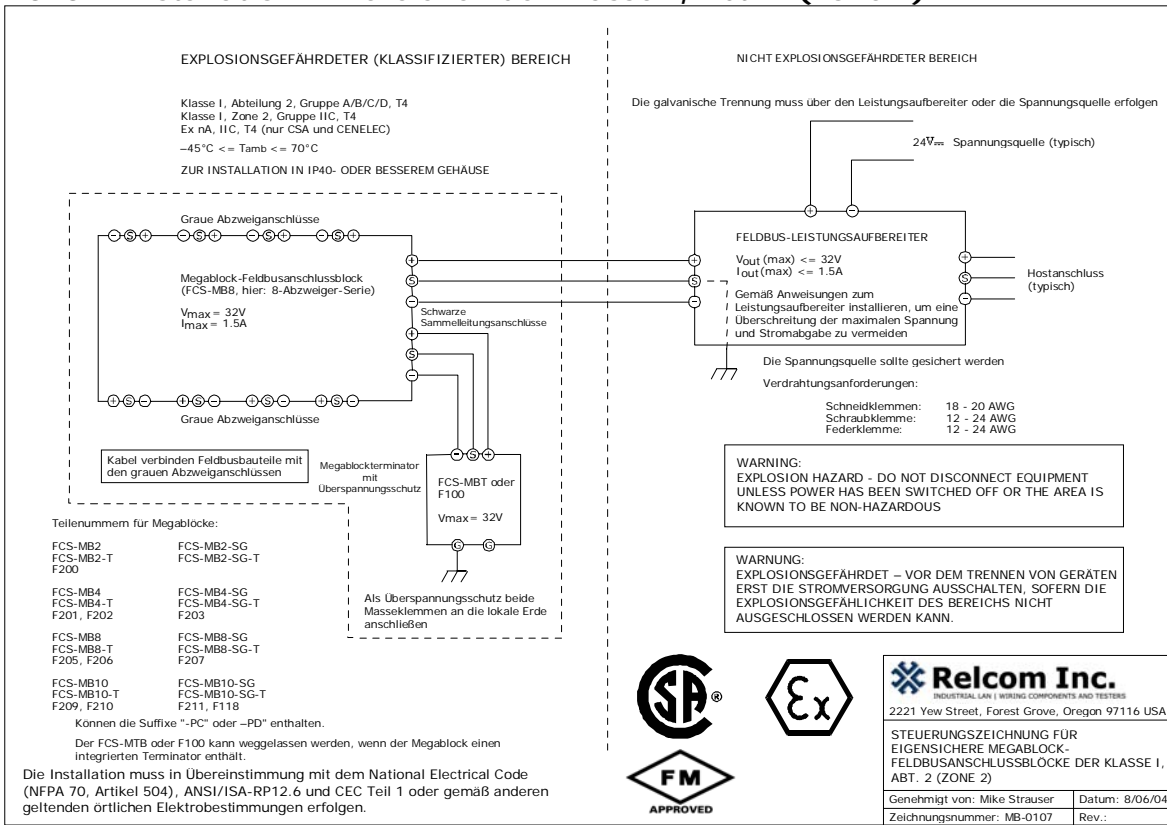 EXPLOSIONSGEFÄHRDETER (KLASSIFIZIERTER) BEREICH
Klasse I, Abteilung 2, Gruppe A/B/C/D, T4
Klasse I, Zone 2, Gruppe IIC, T4
Ex nA, IIC, T4 (nur CSA und CENELEC)
–45°C <= Tamb <= 70°C
ZUR INSTALLATION IN IP40- ODER BESSEREM GEHÄUSE
Graue Abzweiganschlüsse
- S + - S + - S + - S +
Megablock-Feldbusanschlussblock
(FCS-MB8, hier: 8-Abzweiger-Serie)
Vmax = 32V
Imax = 1.5A
+
S
-
Schwarze
Sammelleitungsanschlüsse
+
S
-
+ S - + S - + S - + S -
Graue Abzweiganschlüsse
Kabel verbinden Feldbusbauteile mit
den grauen Abzweiganschlüssen
Megablockterminator
mit
Überspannungsschutz
- S +
FCS-MBT oder
F100
Vmax = 32V
G G
Als Überspannungsschutz beide
Masseklemmen an die lokale Erde
anschließen
Teilenummern für Megablöcke:
FCS-MB2 FCS-MB2-SG
FCS-MB2-T FCS-MB2-SG-T
F200
FCS-MB4 FCS-MB4-SG
FCS-MB4-T FCS-MB4-SG-T
F201, F202 F203
FCS-MB8 FCS-MB8-SG
FCS-MB8-T FCS-MB8-SG-T
F205, F206 F207
FCS-MB10 FCS-MB10-SG
FCS-MB10-T FCS-MB10-SG-T
F209, F210 F211, F118
Können die Suffixe "-PC" oder –PD" enthalten.
Der FCS-MTB oder F100 kann weggelassen werden, wenn der Megablock einen
integrierten Terminator enthält.
Die Installation muss in Übereinstimmung mit dem National Electrical Code
(NFPA 70, Artikel 504), ANSI/ISA-RP12.6 und CEC Teil 1 oder gemäß anderen
geltenden örtlichen Elektrobestimmungen erfolgen.
NICHT EXPLOSIONSGEFÄHRDETER BEREICH
Die galvanische Trennung muss über den Leistungsaufbereiter oder die Spannungsquelle erfolgen
24V Spannungsquelle (typisch)
+ -
FELDBUS-LEISTUNGSAUFBEREITER
Vout (max) <= 32V
Iout (max) <= 1.5A
Gemäß Anweisungen zum
Leistungsaufbereiter installieren, um eine
Überschreitung der maximalen Spannung
und Stromabgabe zu vermeiden
+
S
-
+
S
-
Hostanschluss
(typisch)
Die Spannungsquelle sollte gesichert werden
Verdrahtungsanforderungen:
Schneidklemmen: 18 - 20 AWG
Schraubklemme: 12 - 24 AWG
Federklemme: 12 - 24 AWG
WARNING:
EXPLOSION HAZARD - DO NOT DISCONNECT EQUIPMENT
UNLESS POWER HAS BEEN SWITCHED OFF OR THE AREA IS
KNOWN TO BE NON-HAZARDOUS
WARNUNG:
EXPLOSIONSGEFÄHRDET – VOR DEM TRENNEN VON GERÄTEN
ERST DIE STROMVERSORGUNG AUSSCHALTEN, SOFERN DIE
EXPLOSIONSGEFÄHLICHKEIT DES BEREICHS NICHT
AUSGESCHLOSSEN WERDEN KANN.
SA ®
Ex
FM
APPROVED
Relcom Inc.
INDUSTRIAL LAN | WIRING COMPONENTS AND TESTERS
2221 Yew Street, Forest Grove, Oregon 97116 USA
STEUERUNGSZEICHNUNG FÜR
EIGENSICHERE MEGABLOCK-
FELDBUSANSCHLUSSBLÖCKE DER KLASSE I,
ABT. 2 (ZONE 2)
Genehmigt von: Mike Strauser Datum: 8/06/04
Zeichnungsnummer: MB-0107 Rev.: